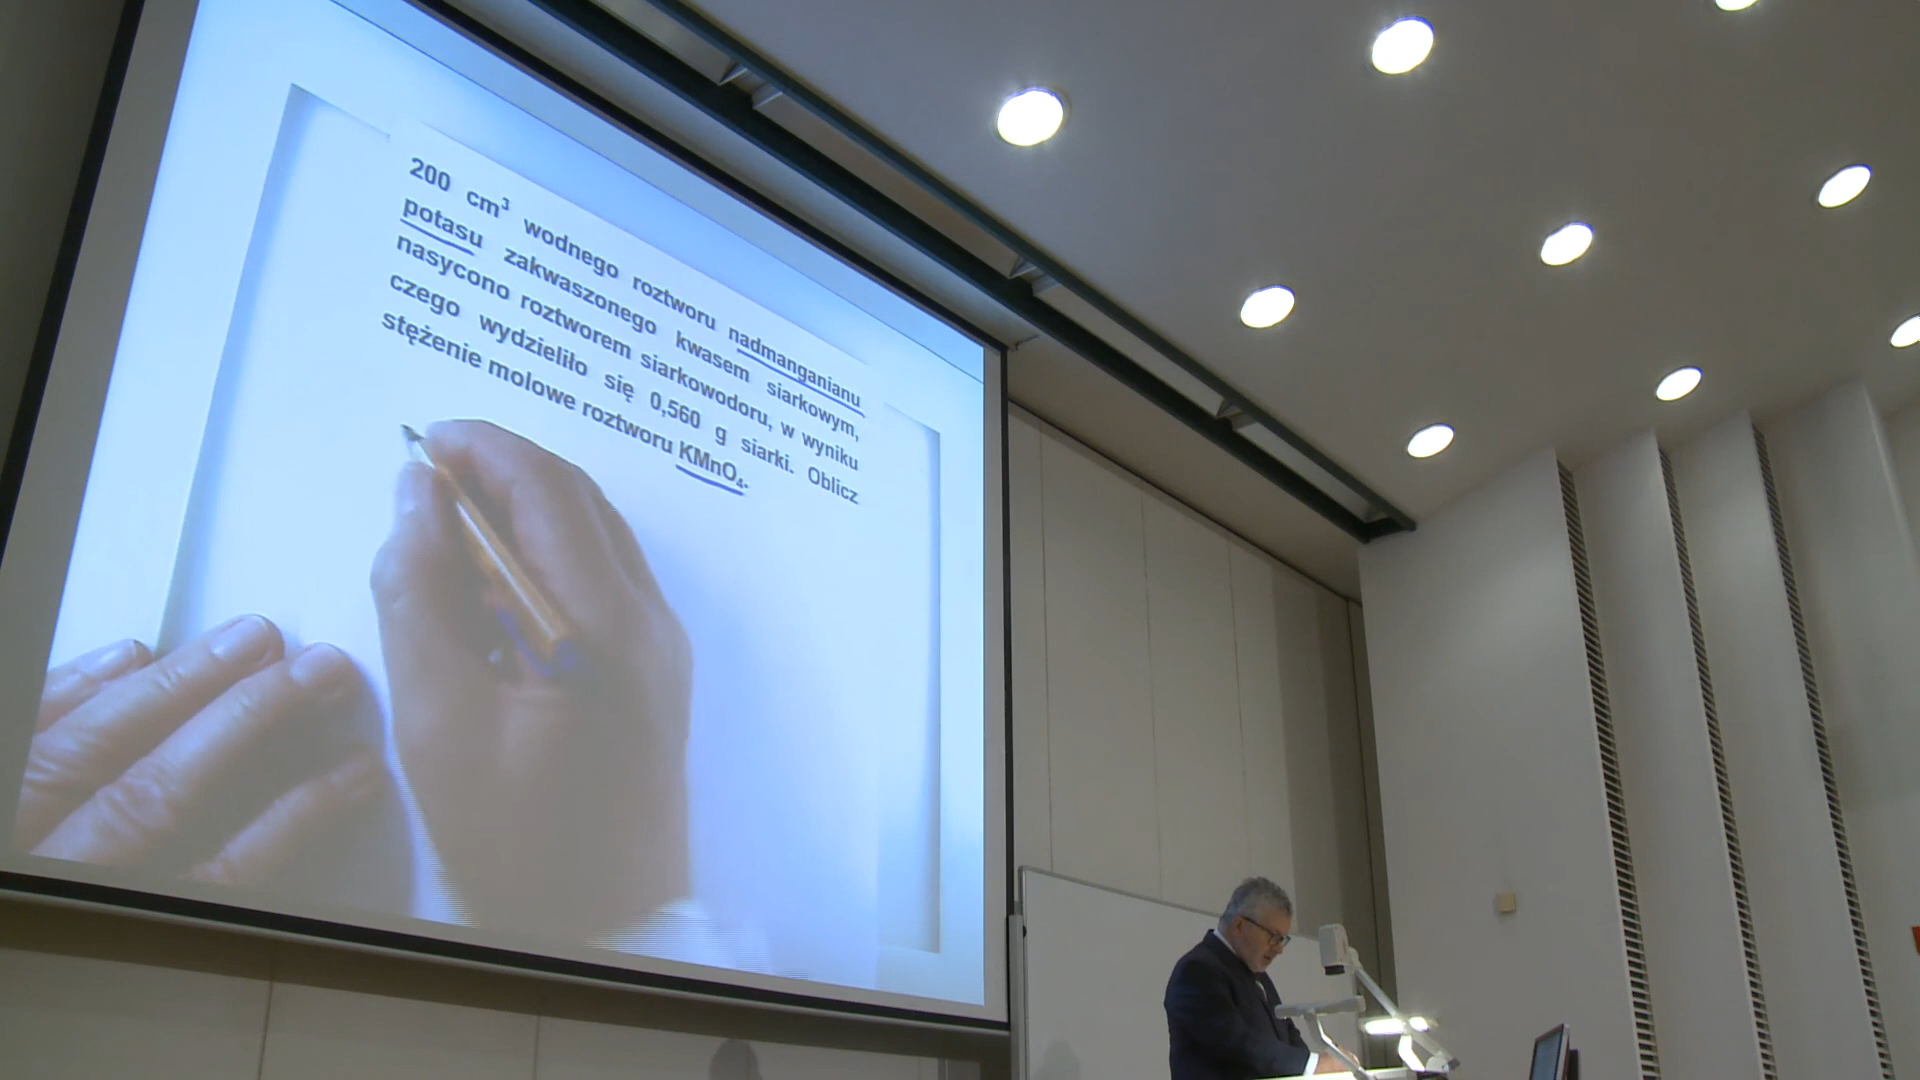 200 cm³ wodnego roztworu nadmanganianu
potasu zakwaszonego kwasem siarkowym,
nasycono roztworem siarkowodoru, w wyniku
czego wydzieliło się 0,560 g siarki. Oblicz
stężenie molowe roztworu KMnO₄.